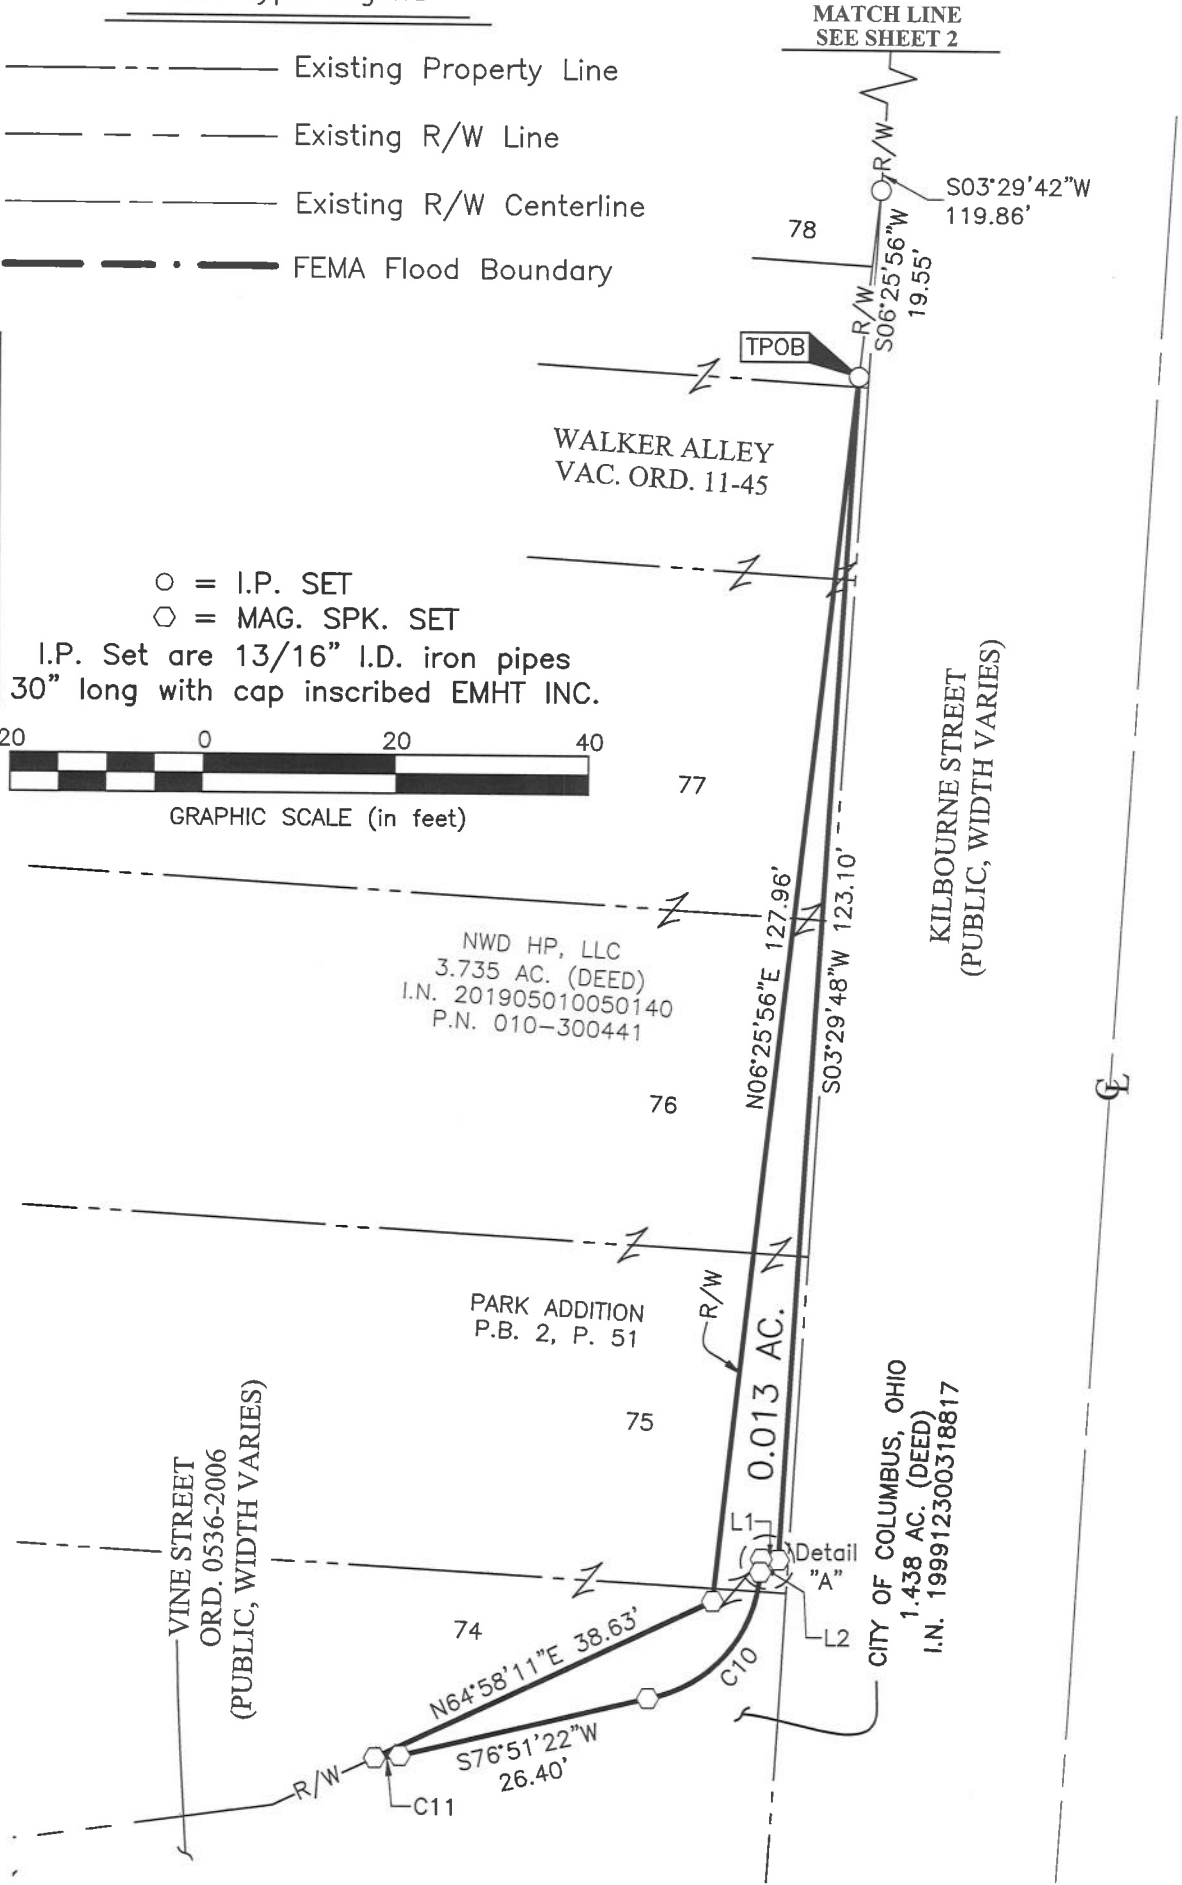 MATCH LINE
SEE SHEET 2
Existing Property Line
Existing R/W Line
Existing R/W Centerline
FEMA Flood Boundary
R/W
S03°29'42"W
119.86'
78
R/W
S06°25'56"W
19.55'
TPOB
WALKER ALLEY
VAC. ORD. 11-45
○ = I.P. SET
⬡ = MAG. SPK. SET
I.P. Set are 13/16" I.D. iron pipes
30" long with cap inscribed EMHT INC.
20 0 20 40
GRAPHIC SCALE (in feet)
77
KILBOURNE STREET
(PUBLIC, WIDTH VARIES)
N06°25'56"E 127.96'
S03°29'48"W 123.10'
NWD HP, LLC
3.735 AC. (DEED)
I.N. 201905010050140
P.N. 010-300441
76
℄
R/W
PARK ADDITION
P.B. 2, P. 51
0.013 AC.
75
VINE STREET
ORD. 0536-2006
(PUBLIC, WIDTH VARIES)
CITY OF COLUMBUS, OHIO
1.438 AC. (DEED)
I.N. 199912300318817
L1
Detail
"A"
L2
74
N64°58'11"E 38.63'
C10
S76°51'22"W
26.40'
R/W
C11